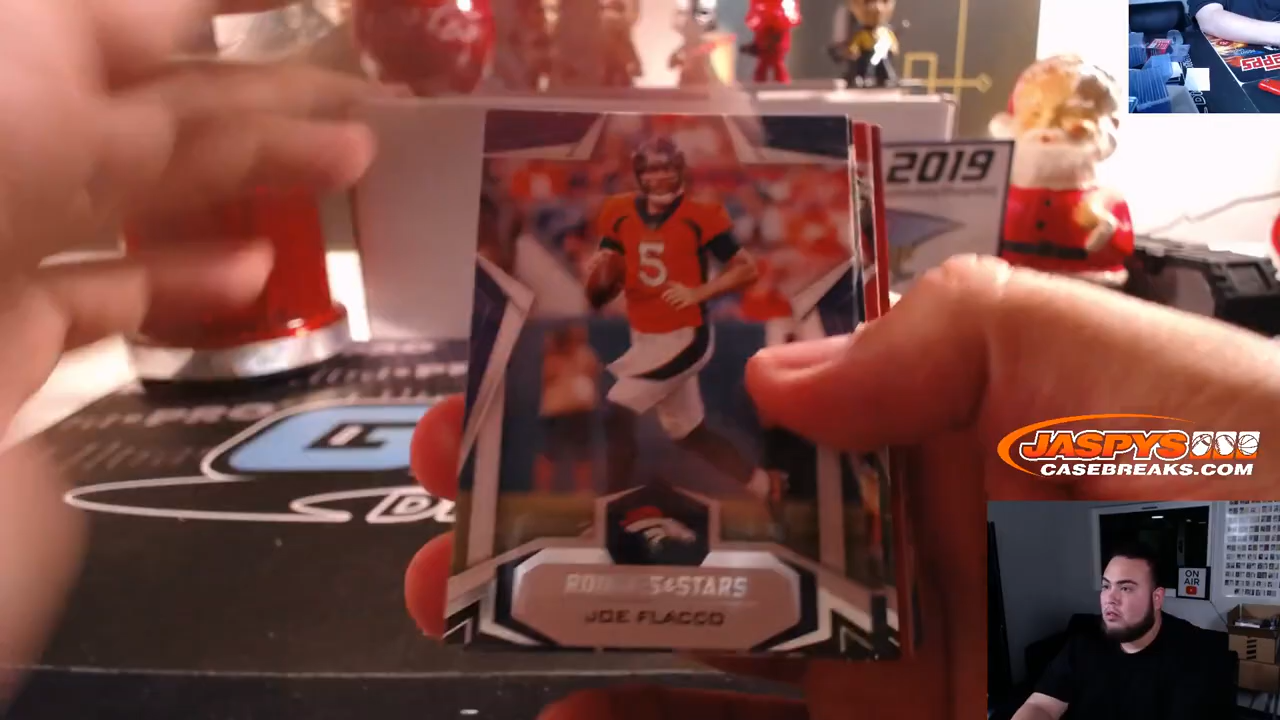 2019
5
ROOKIES&STARS
JOE FLACCO
JASPYS
CASEBREAKS.COM
ON
AIR